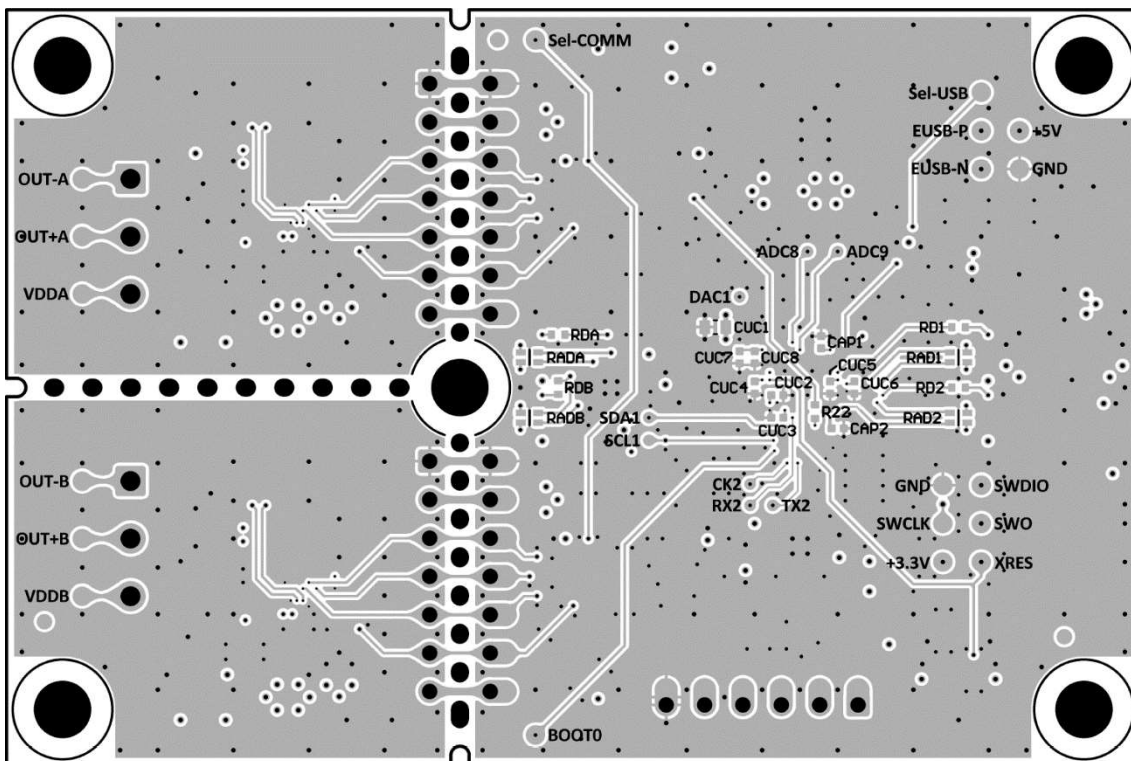 Sel-COMM
Sel-USB
EUSB-P
+5V
EUSB-N
GND
OUT-A
OUT+A
VDDA
ADC8
ADC9
DAC1
CUC1
RDA
CAP1
RD1
RADA
CUC7
CUC8
CUC5
RAD1
RDB
CUC4
CUC2
CUC6
RD2
RADB
SDA1
R22
RAD2
CUC3
CAP2
SCL1
OUT-B
CK2
GND
SWDIO
RX2
TX2
SWCLK
SWO
OUT+B
+3.3V
XRES
VDDB
BOOT0